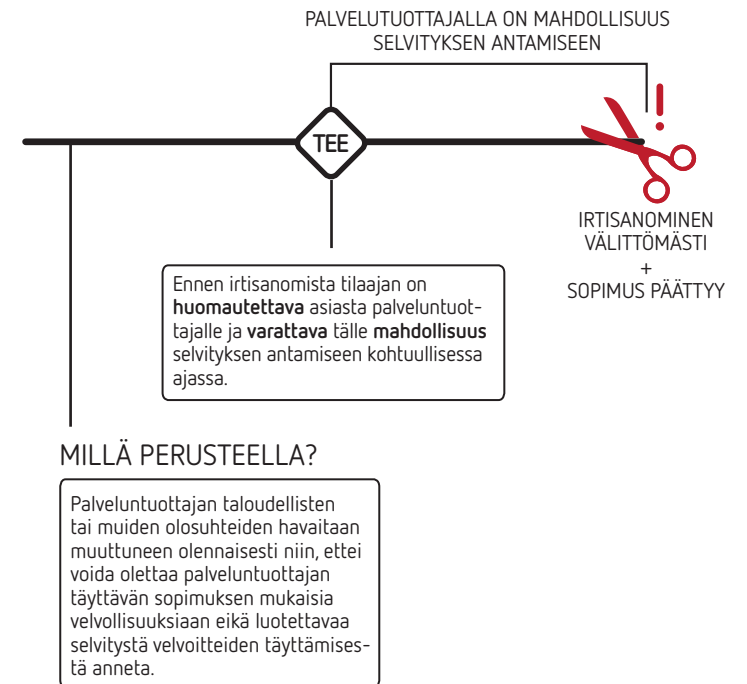 PALVELUTUOTTAJALLA ON MAHDOLLISUUS
SELVITYKSEN ANTAMISEEN
TEE
IRTISANOMINEN
VÄLITTÖMÄSTI
+
SOPIMUS PÄÄTTYY
Ennen irtisanomista tilaajan on
huomautettava asiasta palveluntuot-
tajalle ja varattava tälle mahdollisuus
selvityksen antamiseen kohtuullisessa
ajassa.
MILLÄ PERUSTEELLA?
Palveluntuottajan taloudellisten
tai muiden olosuhteiden havaitaan
muuttuneen olennaisesti niin, ettei
voida olettaa palveluntuottajan
täyttävän sopimuksen mukaisia
velvollisuuksiaan eikä luotettavaa
selvitystä velvoitteiden täyttämises-
tä anneta.